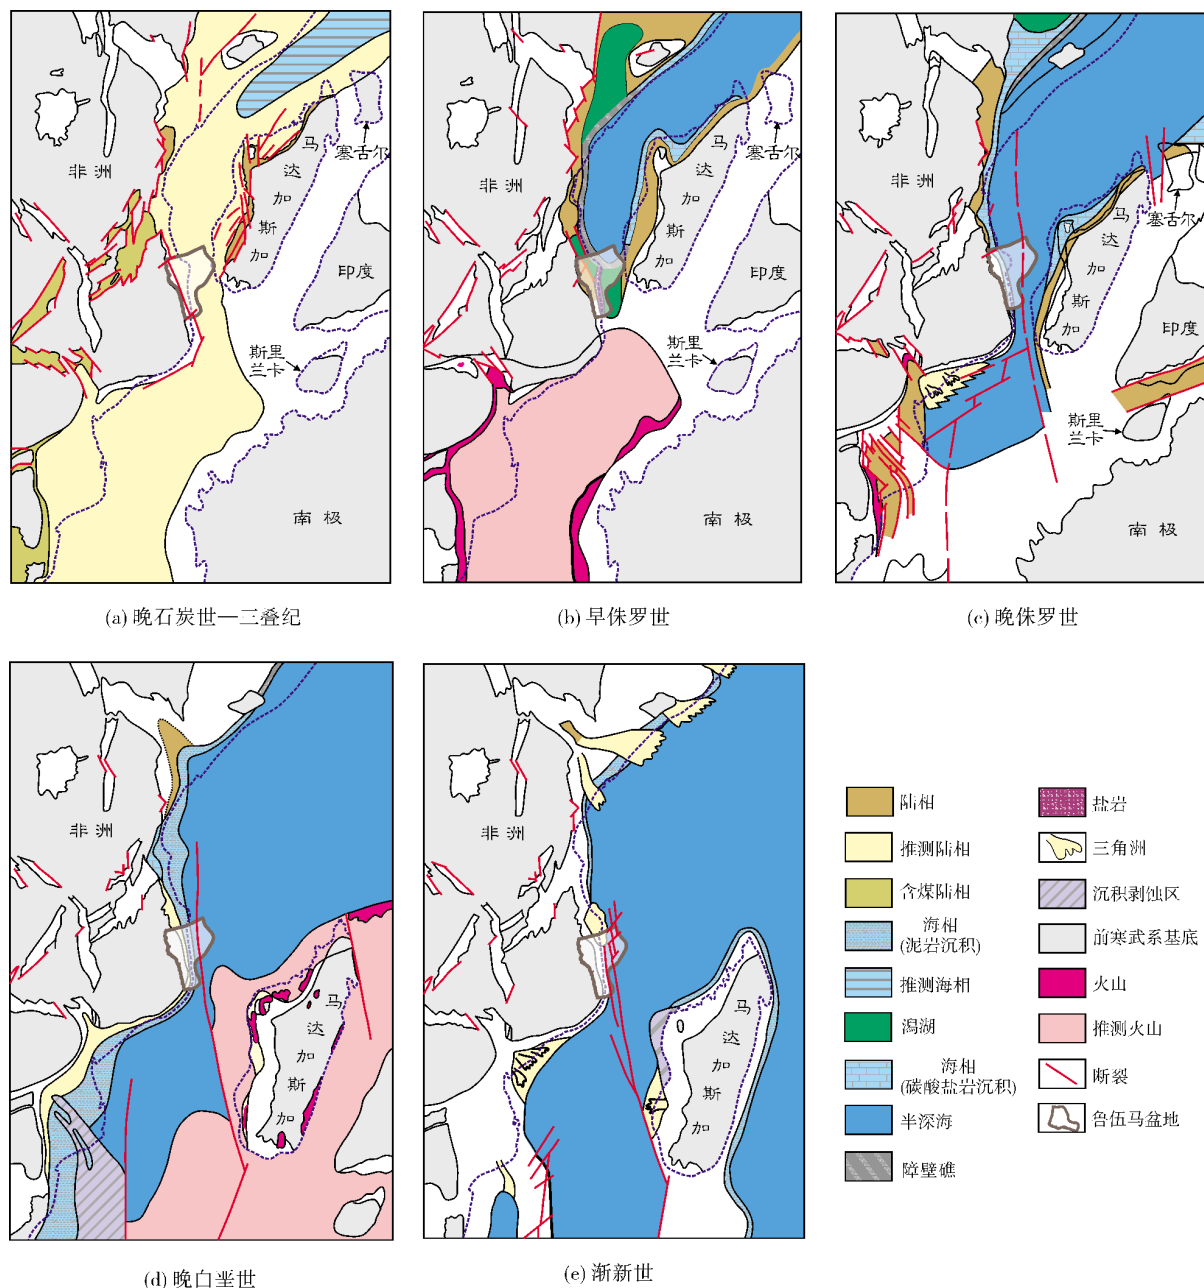 非洲
马
达
加
斯
加
塞舌尔
印度
斯里
兰卡
南极
(a) 晚石炭世—三叠纪
马
达
加
斯
加
塞舌尔
非洲
印度
斯里
兰卡
南极
(b) 早侏罗世
非洲
塞舌尔
马
达
加
斯
加
印度
斯里
兰卡
南极
(c) 晚侏罗世
非洲
马
达
加
斯
加
(d) 晚白垩世
非洲
马
达
加
斯
加
(e) 渐新世
陆相
推测陆相
含煤陆相
海相
(泥岩沉积)
推测海相
潟湖
海相
(碳酸盐岩沉积)
半深海
障壁礁
盐岩
三角洲
沉积剥蚀区
前寒武系基底
火山
推测火山
断裂
鲁伍马盆地